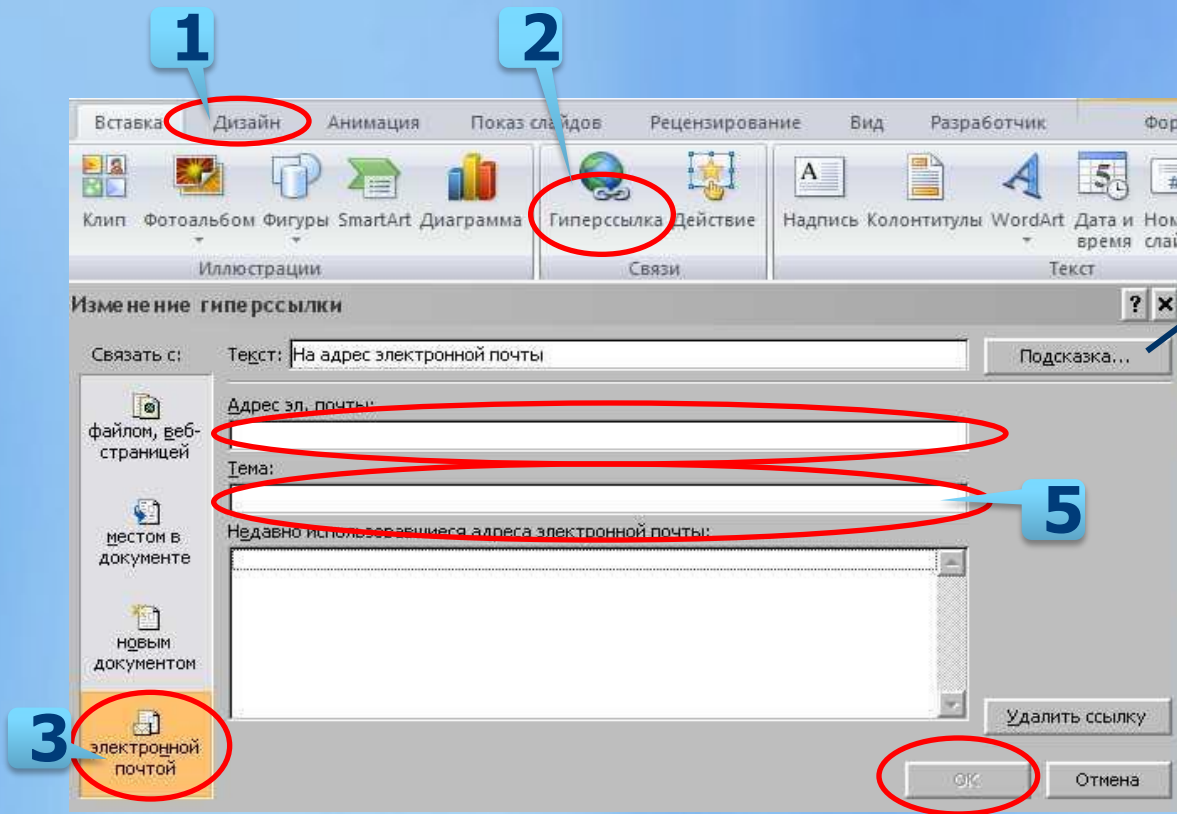 1
2
Вставка Дизайн Анимация Показ слайдов Рецензирование Вид Разработчик Фор
Клип Фотоальбом Фигуры SmartArt Диаграмма Гиперссылка Действие Надпись Колонтитулы WordArt Дата и время Ном слай
Иллюстрации Связи Текст
Изменение гиперссылки
Связать с: Текст: На адрес электронной почты Подсказка...
Адрес эл. почты:
файлом, веб-
страницей
Тема:
5
местом в
документе
Недавно использовавшиеся адреса электронной почты:
новым
документом
3
электронной
почтой
Удалить ссылку
ОК Отмена